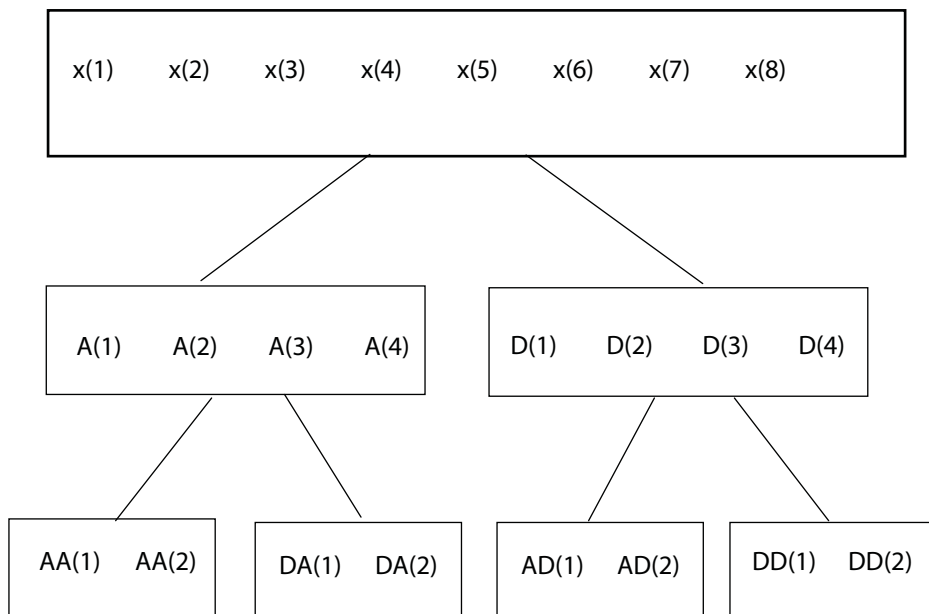 x(1) x(2) x(3) x(4) x(5) x(6) x(7) x(8)
A(1) A(2) A(3) A(4) D(1) D(2) D(3) D(4)
AA(1) AA(2) DA(1) DA(2) AD(1) AD(2) DD(1) DD(2)